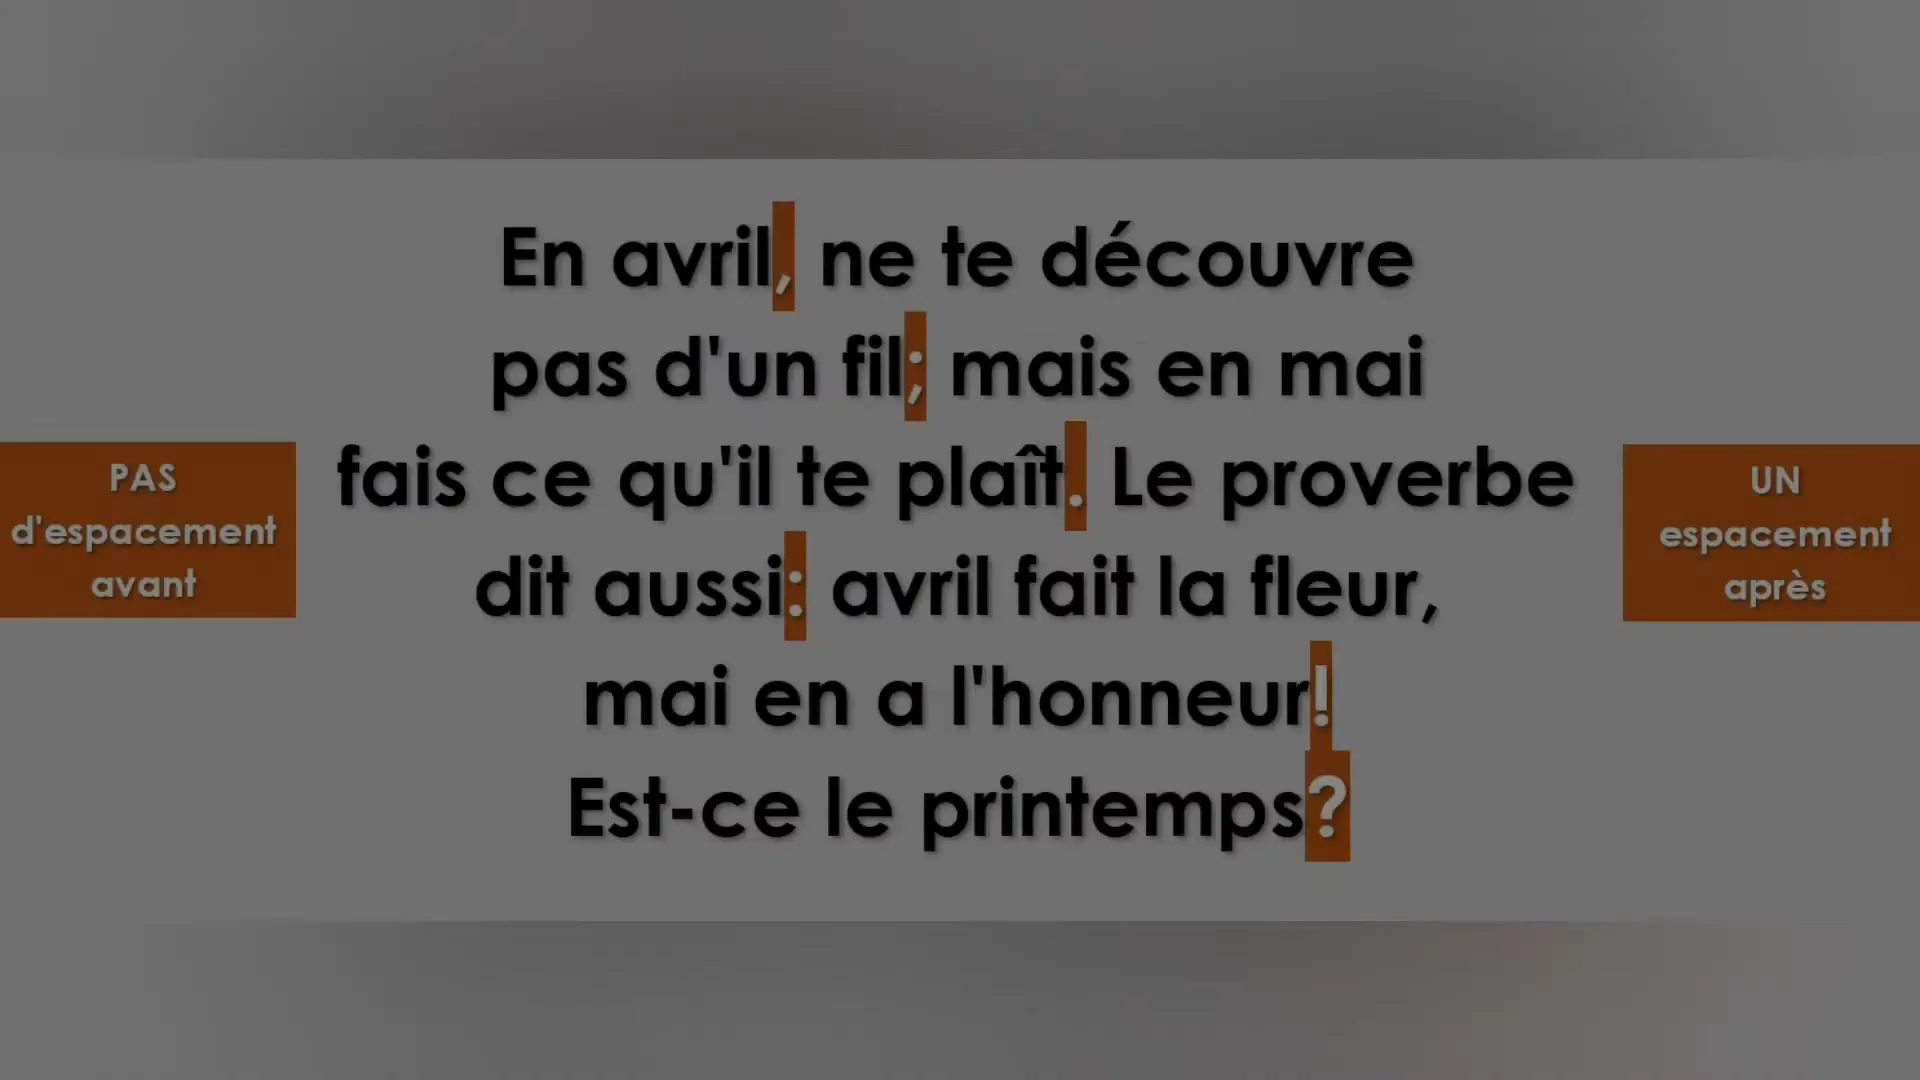 En avril, ne te découvre
pas d'un fil; mais en mai
fais ce qu'il te plaît. Le proverbe
dit aussi: avril fait la fleur,
mai en a l'honneur!
Est-ce le printemps?
PAS
d'espacement
avant
UN
espacement
après